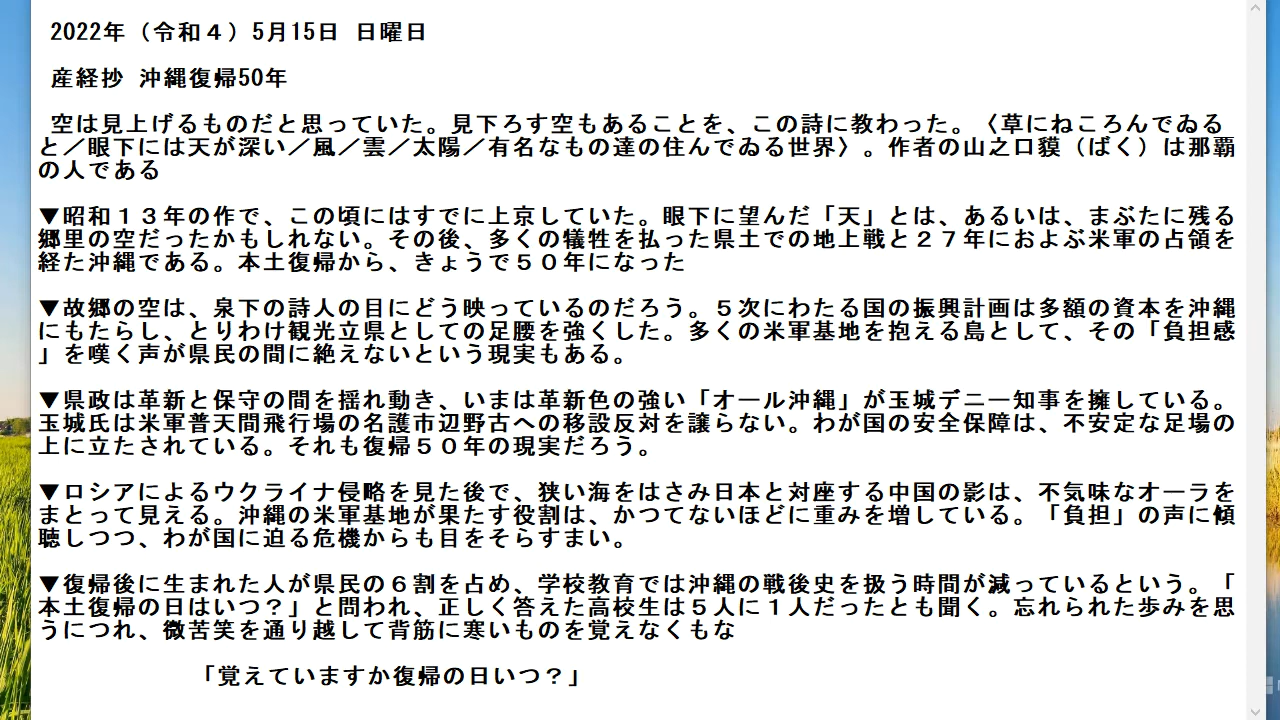 2022年（令和４）5月15日 日曜日
産経抄 沖縄復帰50年
空は見上げるものだと思っていた。見下ろす空もあることを、この詩に教わった。〈草にねころんでゐる
と／眼下には天が深い／風／雲／太陽／有名なもの達の住んでゐる世界〉。作者の山之口貘（ばく）は那覇
の人である
▼昭和１３年の作で、この頃にはすでに上京していた。眼下に望んだ「天」とは、あるいは、まぶたに残る
郷里の空だったかもしれない。その後、多くの犠牲を払った県土での地上戦と２７年におよぶ米軍の占領を
経た沖縄である。本土復帰から、きょうで５０年になった
▼故郷の空は、泉下の詩人の目にどう映っているのだろう。５次にわたる国の振興計画は多額の資本を沖縄
にもたらし、とりわけ観光立県としての足腰を強くした。多くの米軍基地を抱える島として、その「負担感
」を嘆く声が県民の間に絶えないという現実もある。
▼県政は革新と保守の間を揺れ動き、いまは革新色の強い「オール沖縄」が玉城デニー知事を擁している。
玉城氏は米軍普天間飛行場の名護市辺野古への移設反対を譲らない。わが国の安全保障は、不安定な足場の
上に立たされている。それも復帰５０年の現実だろう。
▼ロシアによるウクライナ侵略を見た後で、狭い海をはさみ日本と対座する中国の影は、不気味なオーラを
まとって見える。沖縄の米軍基地が果たす役割は、かつてないほどに重みを増している。「負担」の声に傾
聴しつつ、わが国に迫る危機からも目をそらすまい。
▼復帰後に生まれた人が県民の６割を占め、学校教育では沖縄の戦後史を扱う時間が減っているという。「
本土復帰の日はいつ？」と問われ、正しく答えた高校生は５人に１人だったとも聞く。忘れられた歩みを思
うにつれ、微苦笑を通り越して背筋に寒いものを覚えなくもな
「覚えていますか復帰の日いつ？」